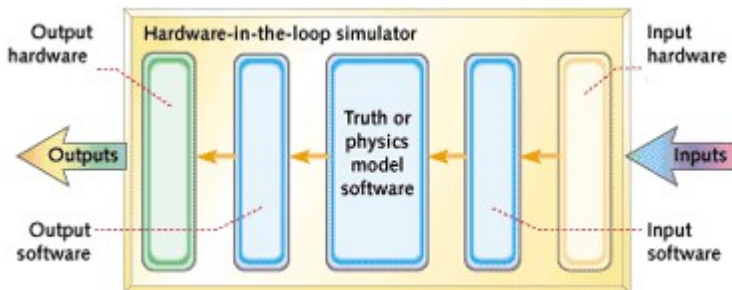 Output
hardware
Hardware-in-the-loop simulator
Input
hardware
Truth or
physics
model
software
Outputs
Inputs
Output
software
Input
software